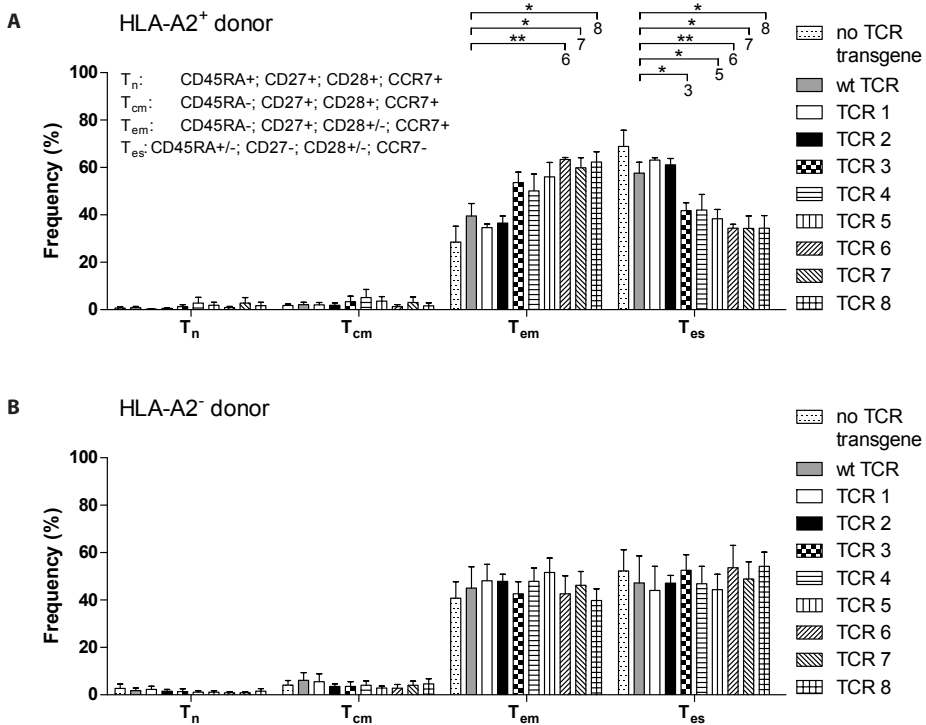 A
HLA-A2+ donor
* 8
* 7
** 6
* 8
* 7
** 6
* 5
* 3
Tn: CD45RA+; CD27+; CD28+; CCR7+
Tcm: CD45RA-; CD27+; CD28+; CCR7+
Tem: CD45RA-; CD27+; CD28+/-; CCR7+
Tes: CD45RA+/-; CD27-; CD28+/-; CCR7-
Frequency (%)
100
80
60
40
20
0
Tn Tcm Tem Tes
no TCR
transgene
wt TCR
TCR 1
TCR 2
TCR 3
TCR 4
TCR 5
TCR 6
TCR 7
TCR 8
B
HLA-A2- donor
Frequency (%)
100
80
60
40
20
0
Tn Tcm Tem Tes
no TCR
transgene
wt TCR
TCR 1
TCR 2
TCR 3
TCR 4
TCR 5
TCR 6
TCR 7
TCR 8